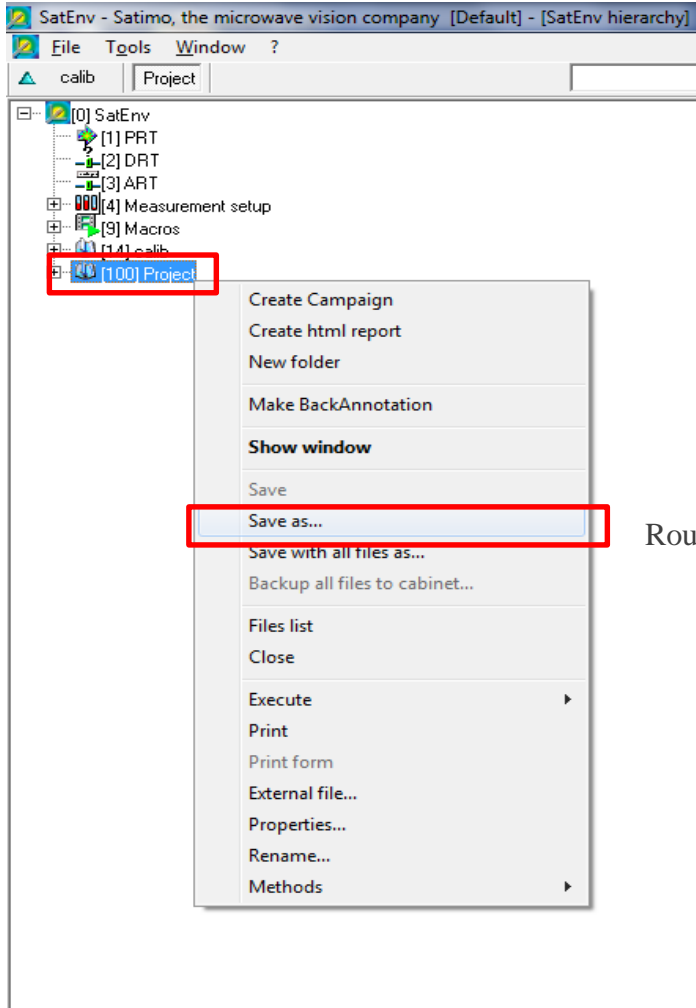 SatEnv - Satimo, the microwave vision company [Default] - [SatEnv hierarchy]
File Tools Window ?
calib Project
[0] SatEnv
[1] PRT
[2] DRT
[3] ART
[4] Measurement setup
[9] Macros
[14] calib
[100] Project
Create Campaign
Create html report
New folder
Make BackAnnotation
Show window
Save
Save as...
Rou
Save with all files as...
Backup all files to cabinet...
Files list
Close
Execute
Print
Print form
External file...
Properties...
Rename...
Methods